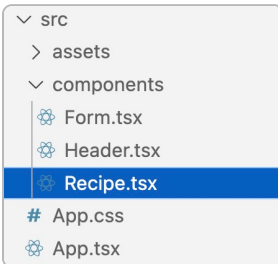 src
assets
components
Form.tsx
Header.tsx
Recipe.tsx
# App.css
App.tsx